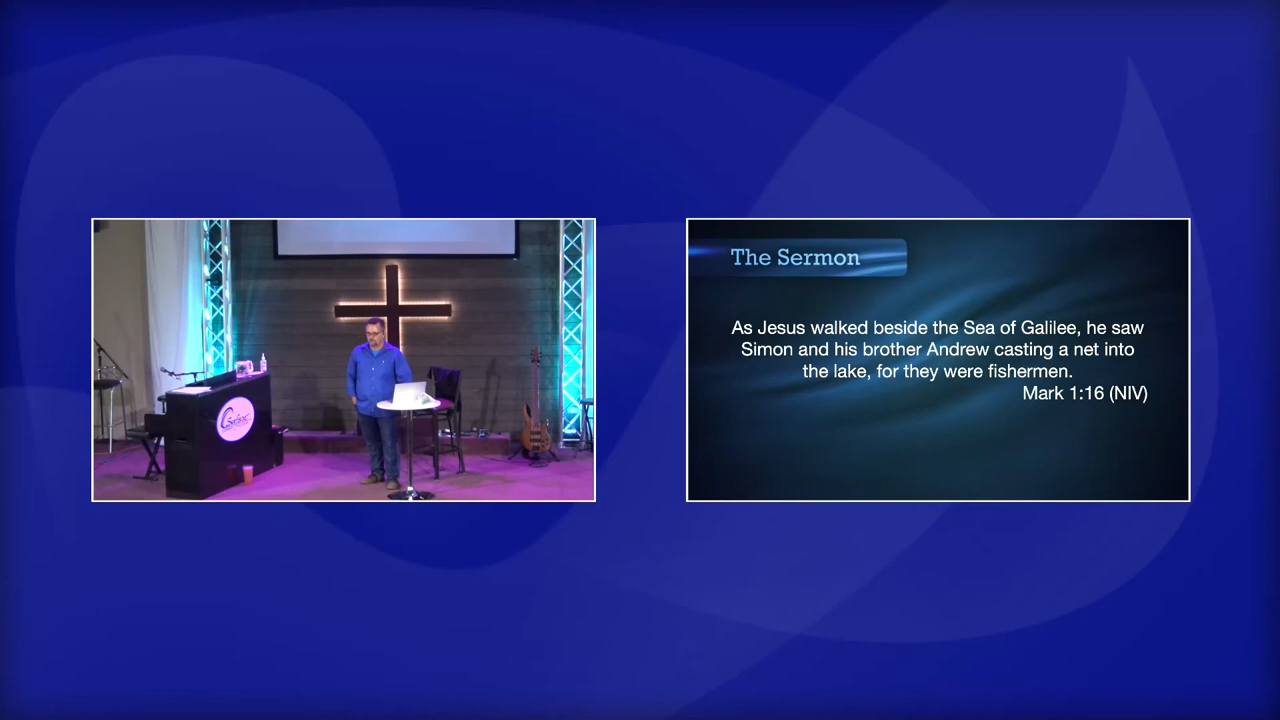 The Sermon
As Jesus walked beside the Sea of Galilee, he saw
Simon and his brother Andrew casting a net into
the lake, for they were fishermen.
Mark 1:16 (NIV)